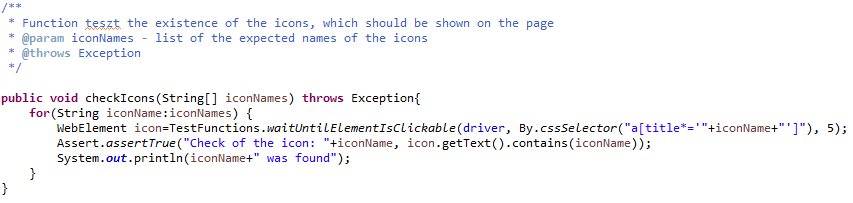 /**
 * Function teszt the existence of the icons, which should be shown on the page
 * @param iconNames - list of the expected names of the icons
 * @throws Exception
 */
public void checkIcons(String[] iconNames) throws Exception{
    for(String iconName:iconNames) {
        WebElement icon=TestFunctions.waitUntilElementIsClickable(driver, By.cssSelector("a[title*='"+iconName+"']"), 5);
        Assert.assertTrue("Check of the icon: "+iconName, icon.getText().contains(iconName));
        System.out.println(iconName+" was found");
    }
}